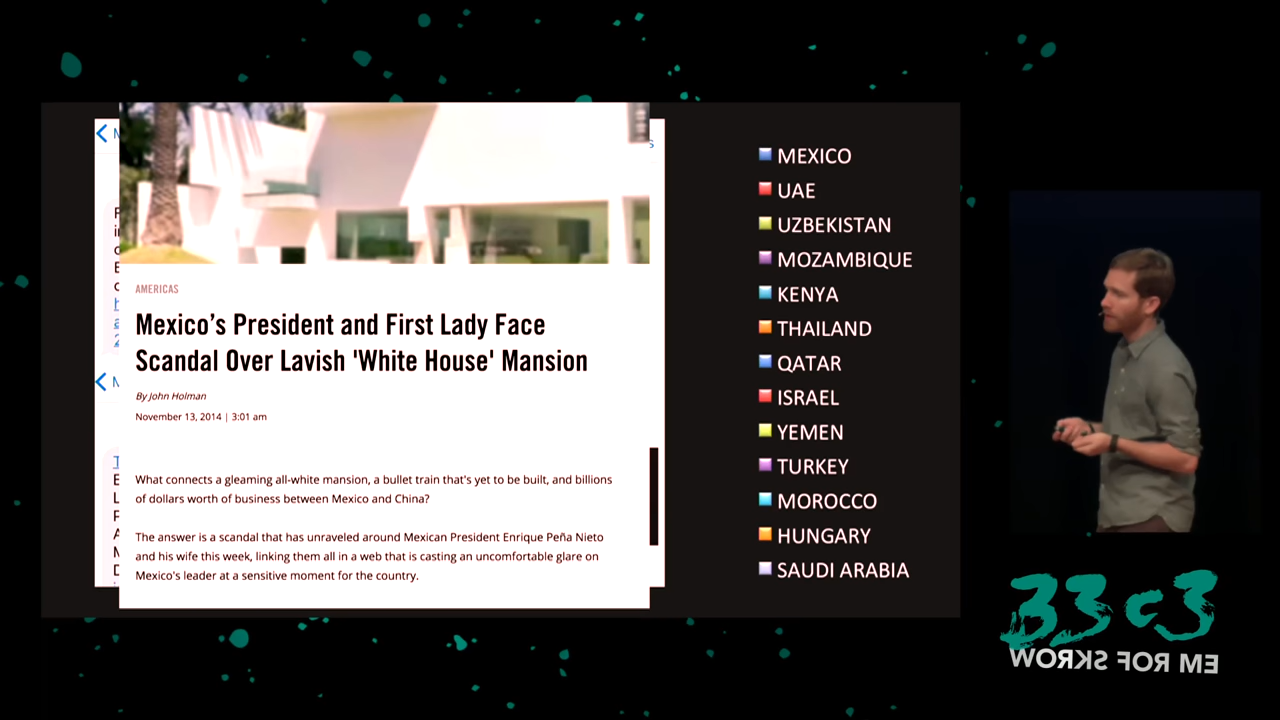 AMERICAS
Mexico's President and First Lady Face
Scandal Over Lavish 'White House' Mansion
By John Holman
November 13, 2014 | 3:01 am
What connects a gleaming all-white mansion, a bullet train that's yet to be built, and billions
of dollars worth of business between Mexico and China?
The answer is a scandal that has unraveled around Mexican President Enrique Peña Nieto
and his wife this week, linking them all in a web that is casting an uncomfortable glare on
Mexico's leader at a sensitive moment for the country.
MEXICO
UAE
UZBEKISTAN
MOZAMBIQUE
KENYA
THAILAND
QATAR
ISRAEL
YEMEN
TURKEY
MOROCCO
HUNGARY
SAUDI ARABIA
33c3
WORKS FOR ME